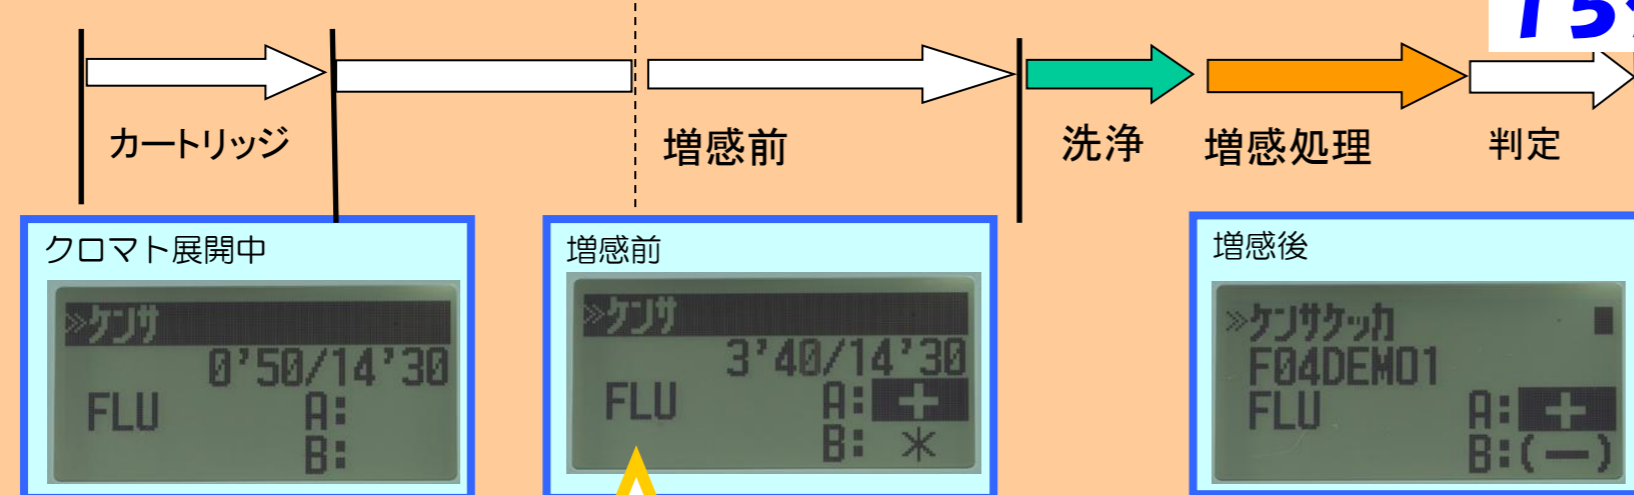 15
カートリッジ
増感前
洗浄
増感処理
判定
クロマト展開中
»ケンサ
0'50/14'30
FLU A:
B:
増感前
»ケンサ
3'40/14'30
FLU A: +
B: *
増感後
»ケンサケッカ
F04DEMO1
FLU A: +
B:(−)